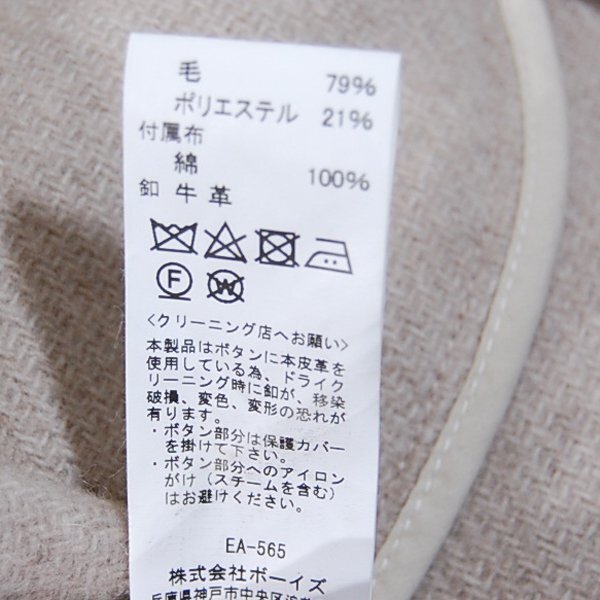 毛 79%
ポリエステル 21%
付属布
綿 100%
釦 牛革
F
W
<クリーニング店へお願い>
本製品はボタンに本皮革を
使用している為、ドライク
リーニング時に釦が、移染
破損、変色、変形の恐れが
有ります。
・ボタン部分は保護カバー
を掛けて下さい。
・ボタン部分へのアイロン
がけ(スチームを含む)
はお避けください。
EA-565
株式会社ボーイズ
兵庫県神戸市中央区